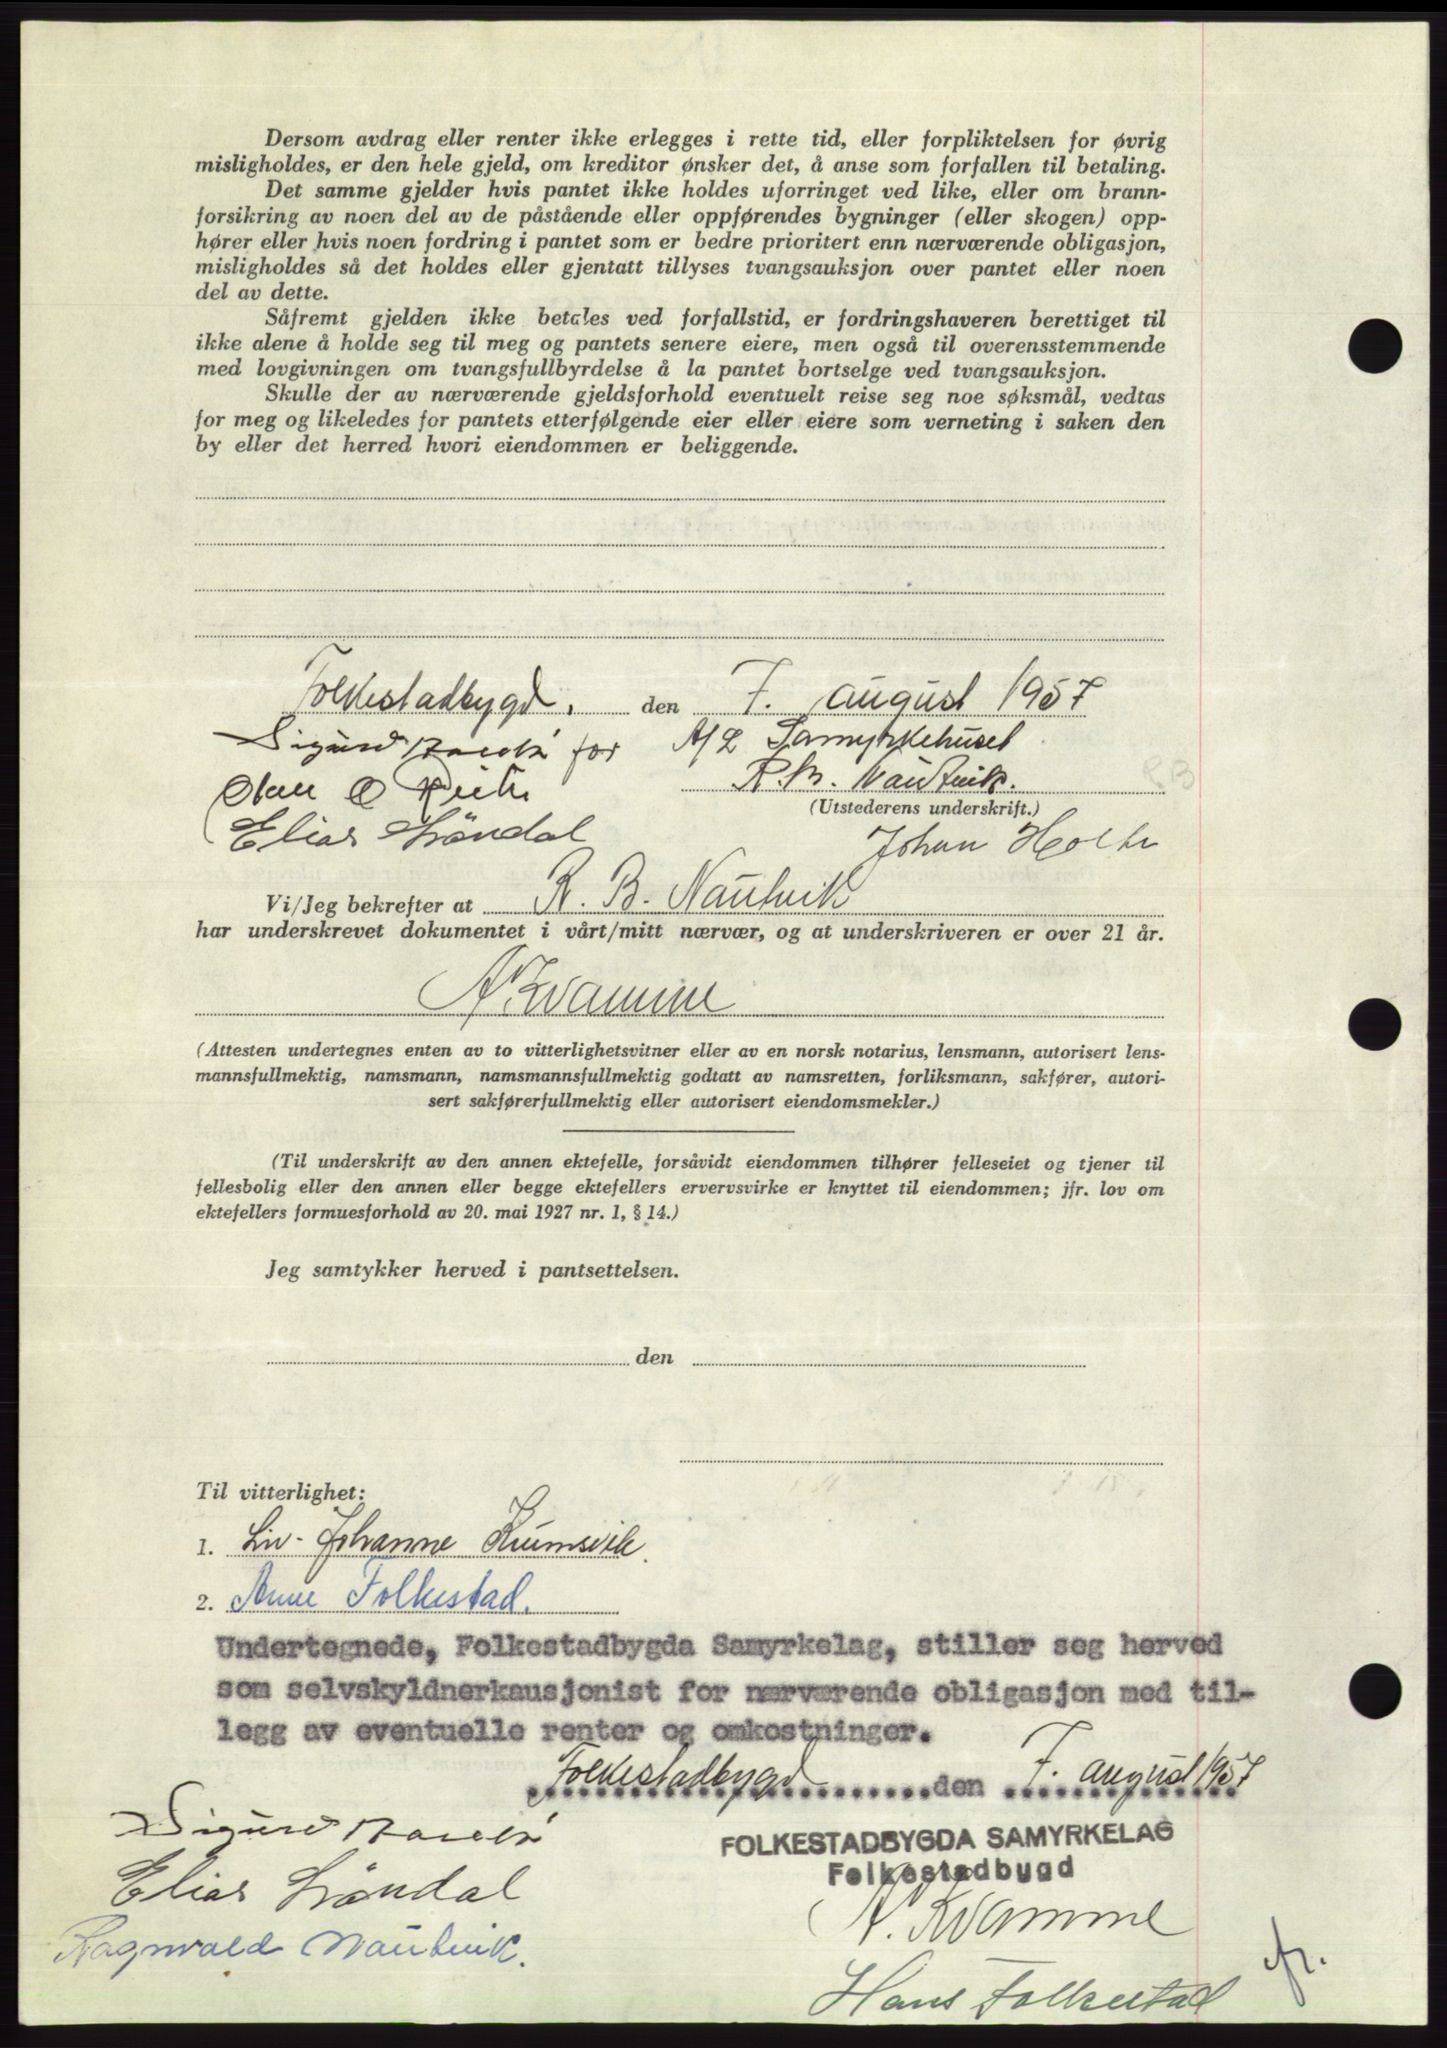 Dersom avdrag eller renter ikke erlegges i rette tid, eller forpliktelsen for øvrig
misligholdes, er den hele gjeld, om kreditor ønsker det, å anse som forfallen til betaling.
Det samme gjelder hvis pantet ikke holdes uforringet ved like, eller om brann-
forsikring av noen del av de påstående eller oppførendes bygninger (eller skogen) opp-
hører eller hvis noen fordring i pantet som er bedre prioritert enn nærværende obligasjon,
misligholdes så det holdes eller gjentatt tillyses tvangsauksjon over pantet eller noen
del av dette.
Såfremt gjelden ikke betales ved forfallstid, er fordringshaveren berettiget til
ikke alene å holde seg til meg og pantets senere eiere, men også til overensstemmende
med lovgivningen om tvangsfullbyrdelse å la pantet bortselge ved tvangsauksjon.
Skulle der av nærværende gjeldsforhold eventuelt reise seg noe søksmål, vedtas
for meg og likeledes for pantets etterfølgende eier eller eiere som verneting i saken den
by eller det herred hvori eiendommen er beliggende.
Folkestadbygd, den 7. august 1957
Sigurd for A/L Samyrkehuset
R. B. Nautvik.
(Utstederens underskrift.)
Elias Löndal Johan Holte
Vi/Jeg bekrefter at R. B. Nautvik
har underskrevet dokumentet i vårt/mitt nærvær, og at underskriveren er over 21 år.
A Kvamme
(Attesten undertegnes enten av to vitterlighetsvitner eller av en norsk notarius, lensmann, autorisert lens-
mannsfullmektig, namsmann, namsmannsfullmektig godtatt av namsretten, forliksmann, sakfører, autori-
sert sakførerfullmektig eller autorisert eiendomsmekler.)
(Til underskrift av den annen ektefelle, forsåvidt eiendommen tilhører felleseiet og tjener til
fellesbolig eller den annen eller begge ektefellers ervervsvirke er knyttet til eiendommen; jfr. lov om
ektefellers formuesforhold av 20. mai 1927 nr. 1, § 14.)
Jeg samtykker herved i pantsettelsen.
den
Til vitterlighet:
1. Liv-Johanne Krumsvik.
2. Anne Folkestad.
Undertegnede, Folkestadbygda Samyrkelag, stiller seg herved
som selvskyldnerkausjonist for nærværende obligasjon med til-
legg av eventuelle renter og omkostninger.
Folkestadbygd den 7. august 1957
Sigurd
FOLKESTADBYGDA SAMYRKELAG
Folkestadbygd
Elias Löndal
A. Kvamme
Ragnvald Nautvik.
Hans Folkestad